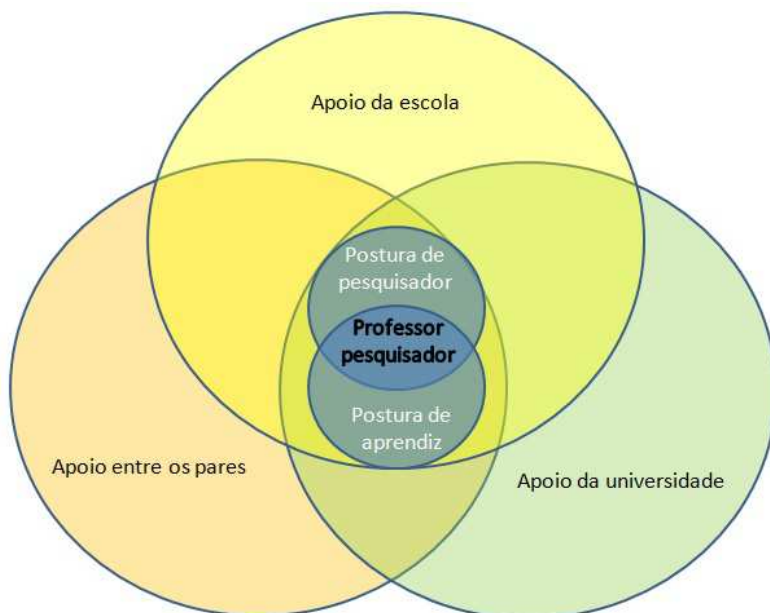 Apoio da escola
Postura de
pesquisador
Professor
pesquisador
Postura de
aprendiz
Apoio entre os pares
Apoio da universidade